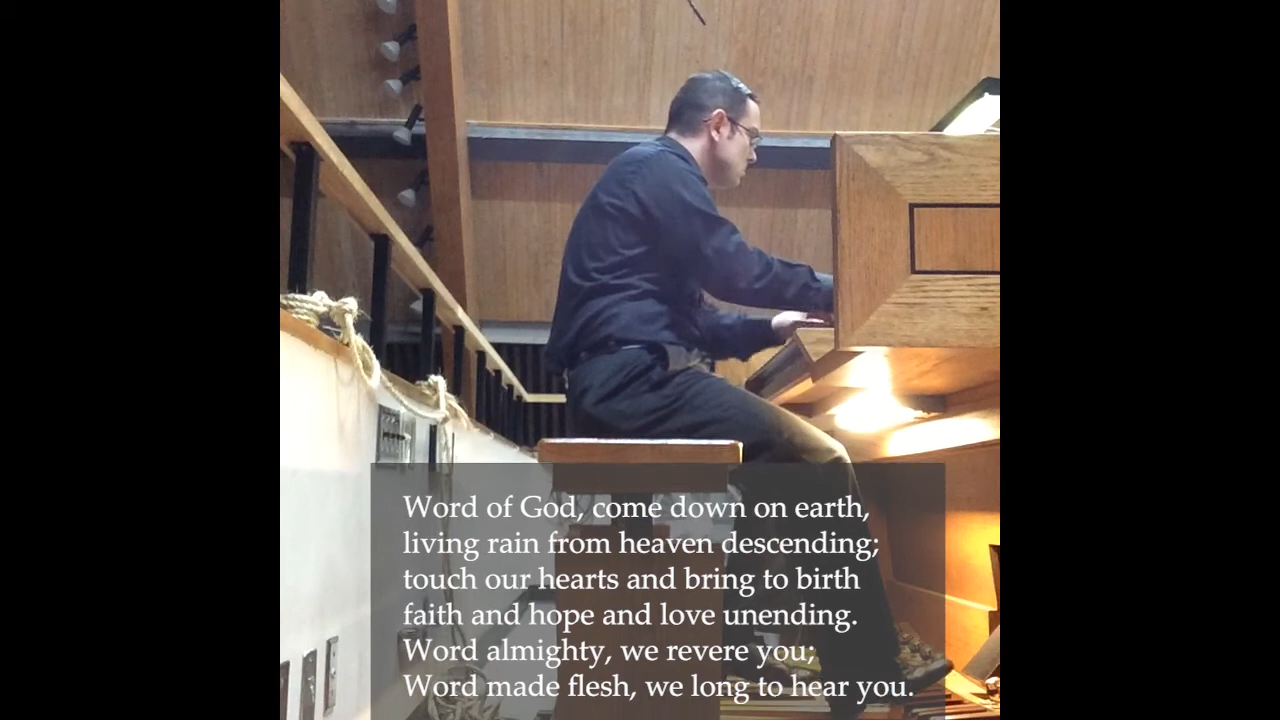 Word of God, come down on earth,
living rain from heaven descending;
touch our hearts and bring to birth
faith and hope and love unending.
Word almighty, we revere you;
Word made flesh, we long to hear you.